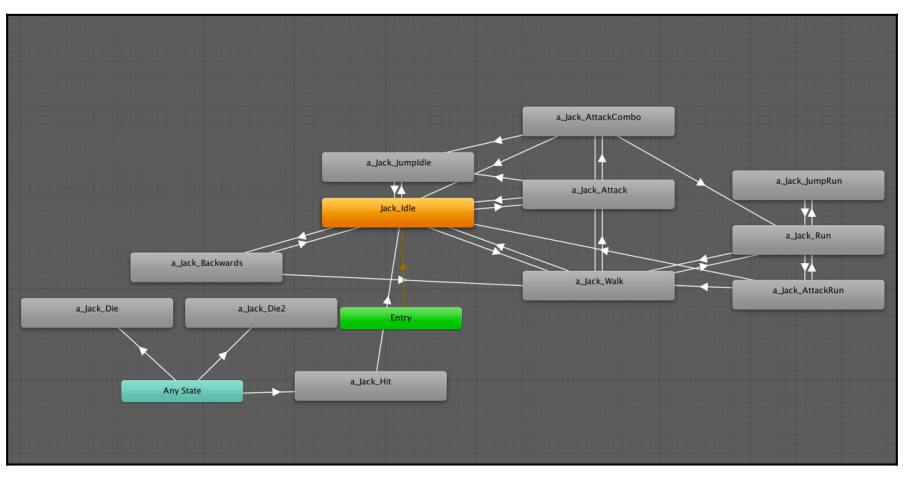 a_Jack_AttackCombo
a_Jack_JumpIdle
a_Jack_Attack
a_Jack_JumpRun
Jack_Idle
a_Jack_Run
a_Jack_Backwards
a_Jack_Walk
a_Jack_AttackRun
a_Jack_Die
a_Jack_Die2
Entry
Any State
a_Jack_Hit